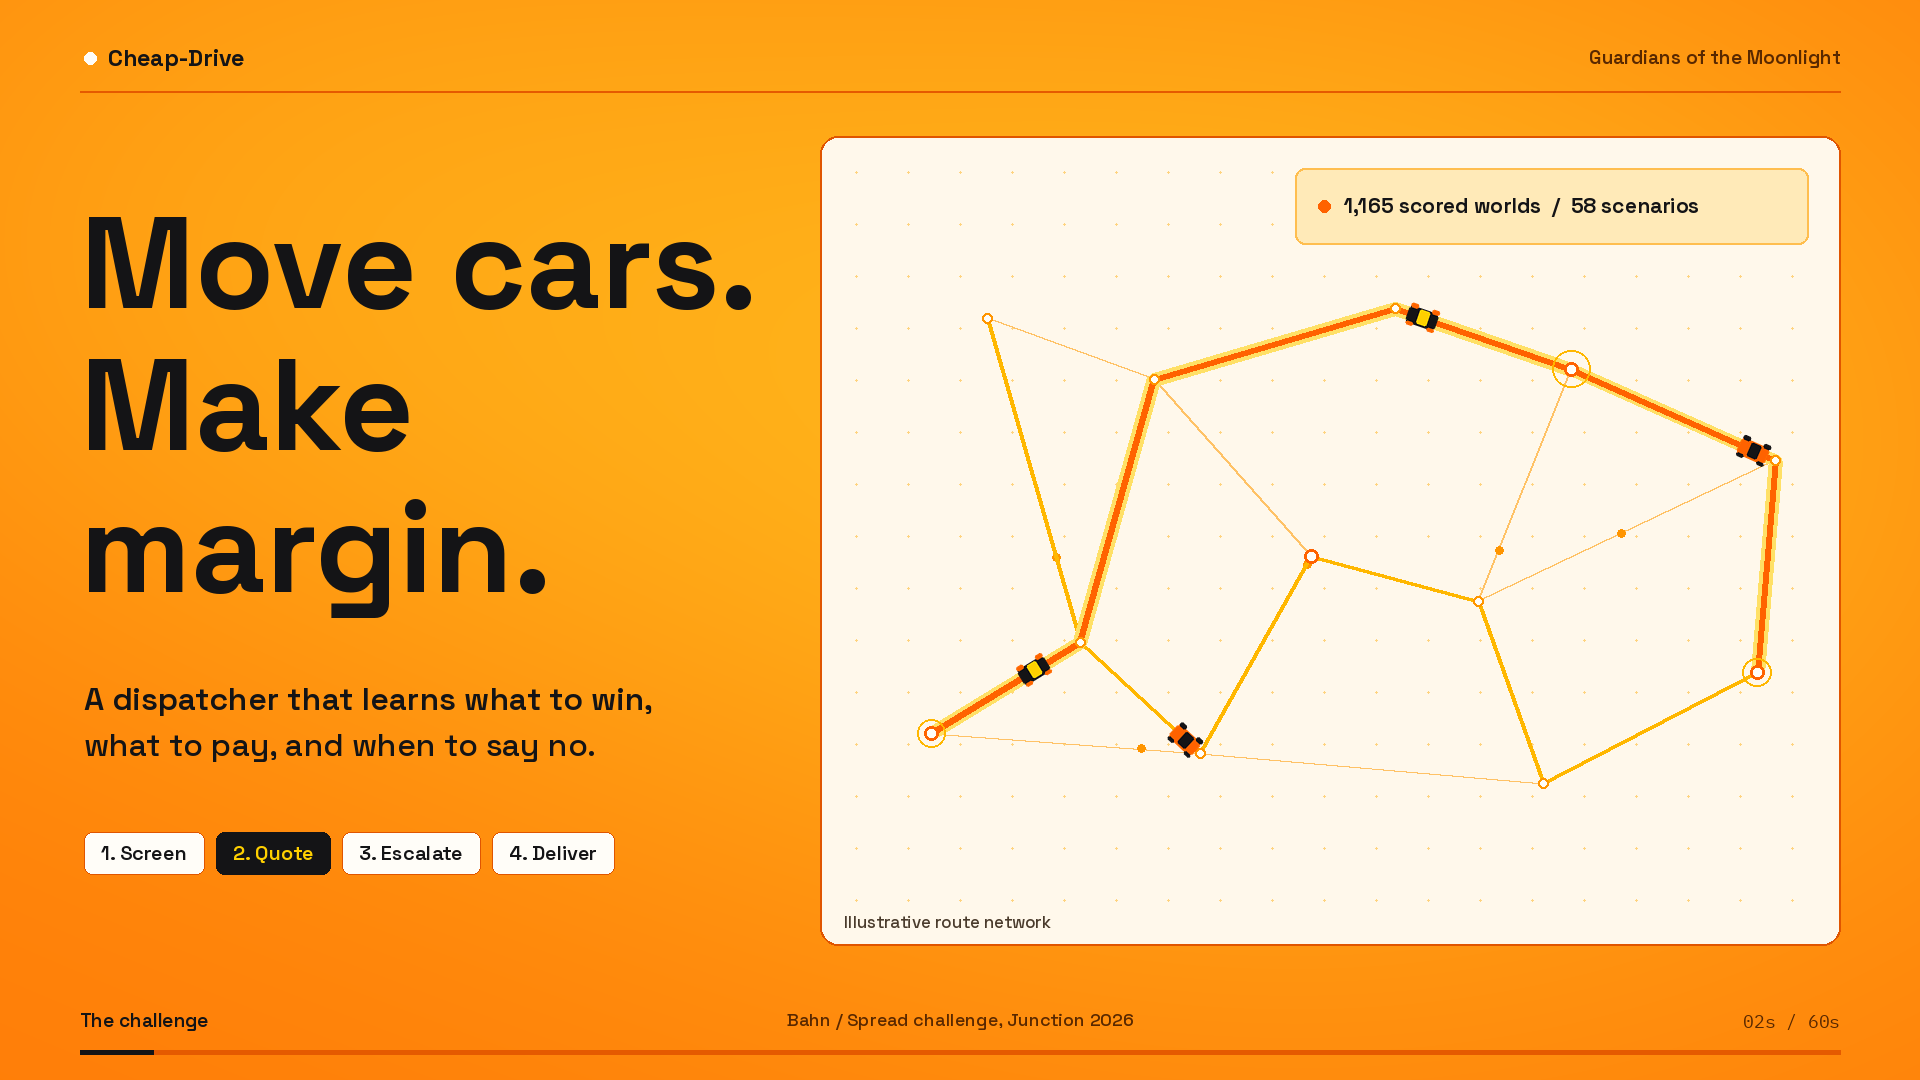 Cheap-Drive
Guardians of the Moonlight
Move cars.
Make
margin.
A dispatcher that learns what to win,
what to pay, and when to say no.
1. Screen
2. Quote
3. Escalate
4. Deliver
1,165 scored worlds / 58 scenarios
Illustrative route network
The challenge
Bahn / Spread challenge, Junction 2026
02s / 60s